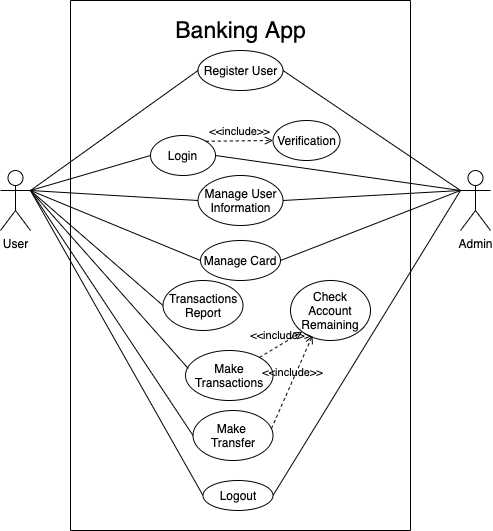 Banking App
Register User
<<include>>
Verification
Login
Manage User
Information
User
Admin
Manage Card
Transactions
Report
Check
Account
Remaining
<<include>>
Make
Transactions
<<include>>
Make
Transfer
Logout